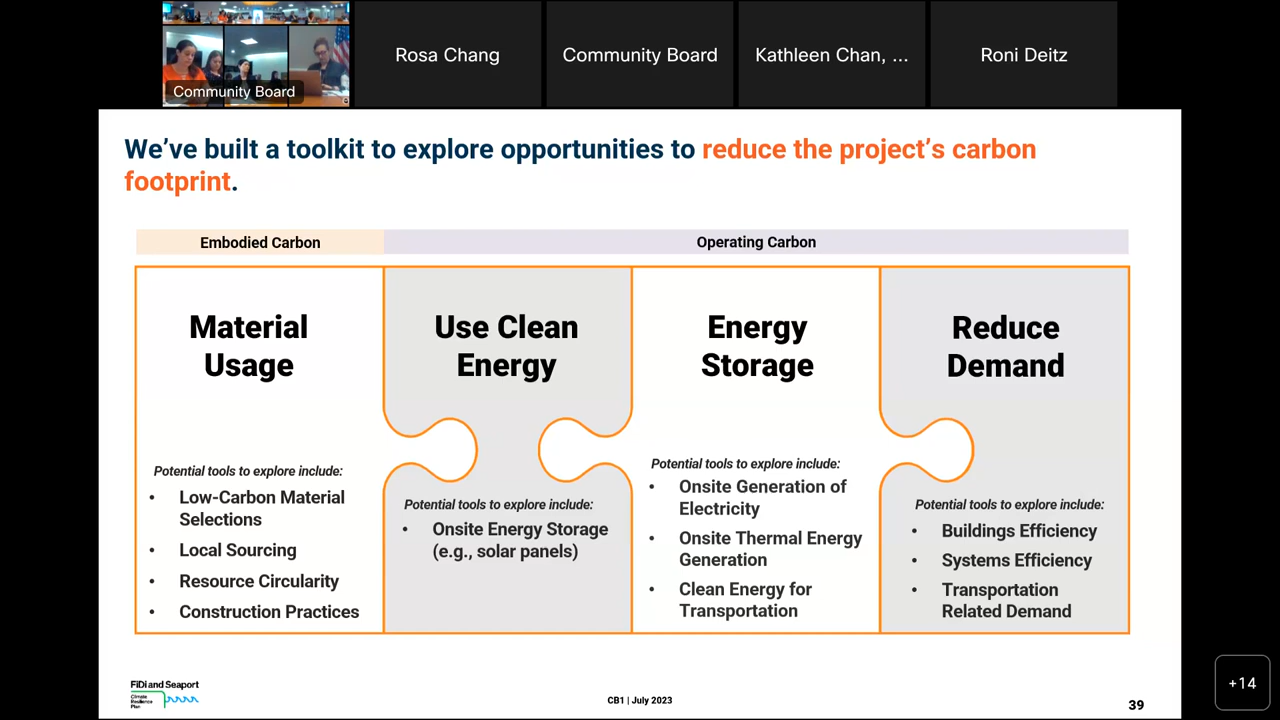 Community Board
Rosa Chang
Community Board
Kathleen Chan, ...
Roni Deitz
We’ve built a toolkit to explore opportunities to reduce the project’s carbon
footprint.
Embodied Carbon
Operating Carbon
Material
Usage
Potential tools to explore include:
• Low-Carbon Material
Selections
• Local Sourcing
• Resource Circularity
• Construction Practices
Use Clean
Energy
Potential tools to explore include:
• Onsite Energy Storage
(e.g., solar panels)
Energy
Storage
Potential tools to explore include:
• Onsite Generation of
Electricity
• Onsite Thermal Energy
Generation
• Clean Energy for
Transportation
Reduce
Demand
Potential tools to explore include:
• Buildings Efficiency
• Systems Efficiency
• Transportation
Related Demand
FiDi and Seaport
Climate
Resilience
Plan
CB1 | July 2023
39
+14